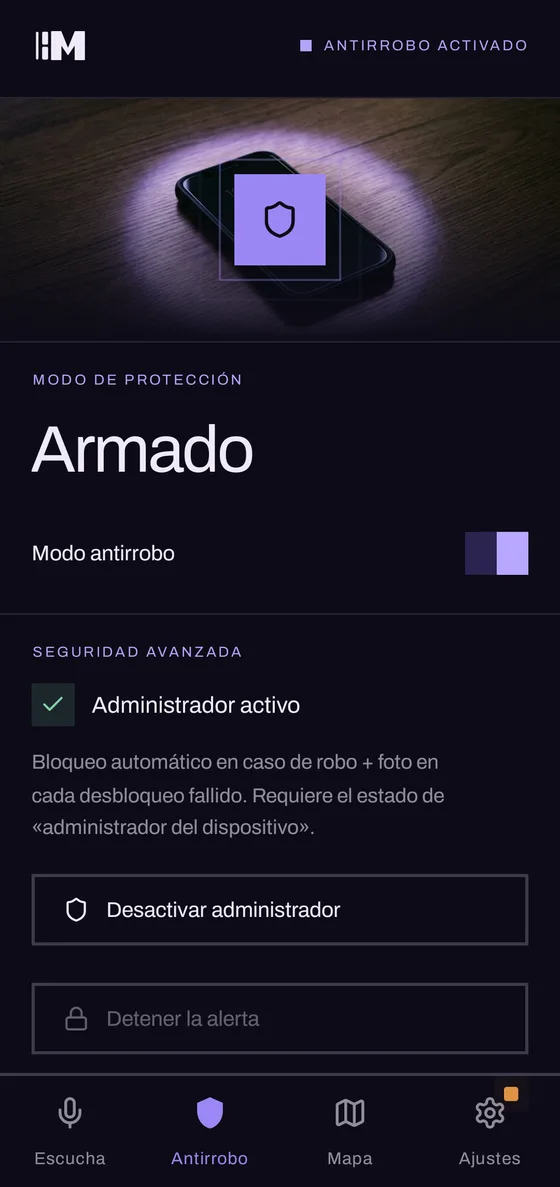 M
ANTIRROBO ACTIVADO
MODO DE PROTECCIÓN
Armado
Modo antirrobo
SEGURIDAD AVANZADA
Administrador activo
Bloqueo automático en caso de robo + foto en
cada desbloqueo fallido. Requiere el estado de
«administrador del dispositivo».
Desactivar administrador
Detener la alerta
Escucha
Antirrobo
Mapa
Ajustes